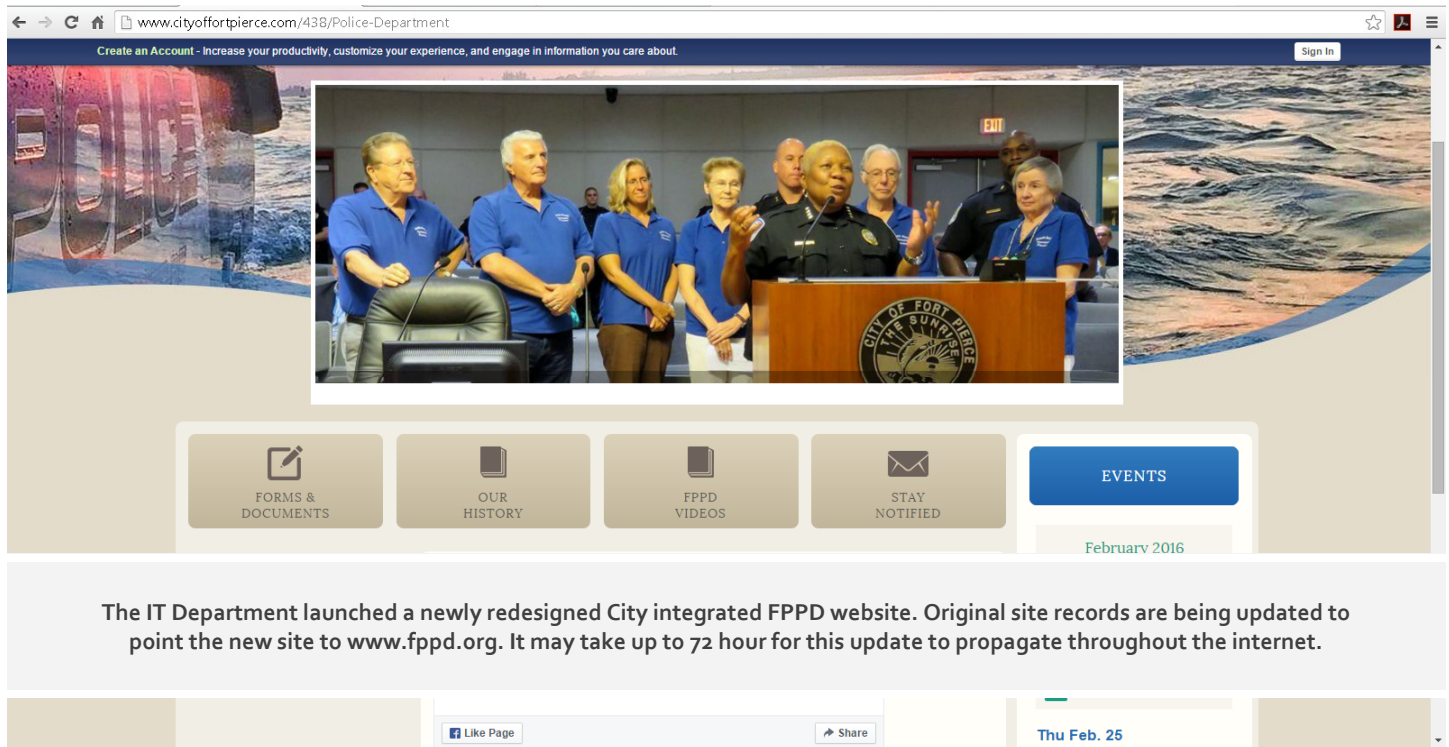 www.cityoffortpierce.com/438/Police-Department
Create an Account - Increase your productivity, customize your experience, and engage in information you care about.
Sign In
POLICE
EXIT
CITY OF FORT PIERCE
THE SUNRISE
FORMS &
DOCUMENTS
OUR
HISTORY
FPPD
VIDEOS
STAY
NOTIFIED
EVENTS
February 2016
The IT Department launched a newly redesigned City integrated FPPD website. Original site records are being updated to
point the new site to www.fppd.org. It may take up to 72 hour for this update to propagate throughout the internet.
Like Page
Share
Thu Feb. 25